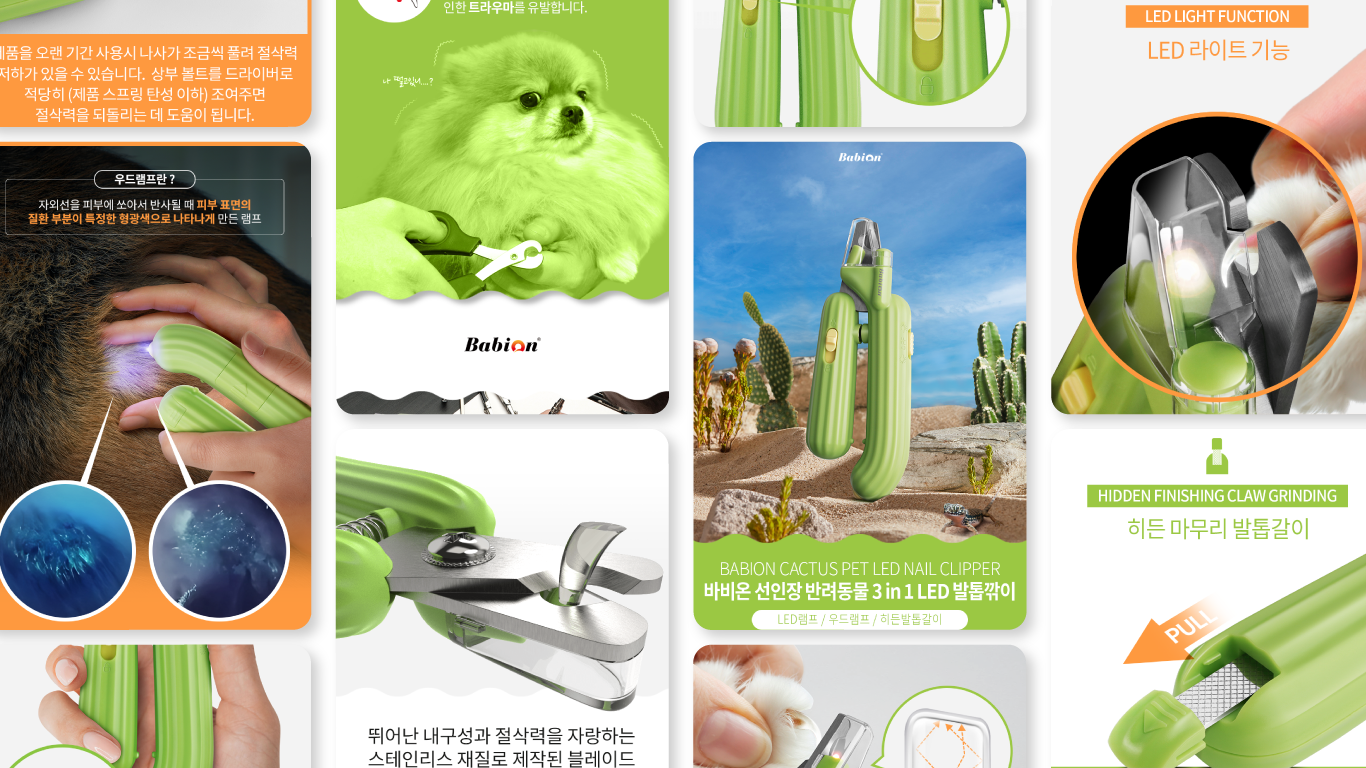 제품을 오랜 기간 사용시 나사가 조금씩 풀려 절삭력
저하가 있을 수 있습니다. 상부 볼트를 드라이버로
적당히 (제품 스프링 탄성 이하) 조여주면
절삭력을 되돌리는 데 도움이 됩니다.
우드램프란 ?
자외선을 피부에 쏘아서 반사될 때 피부 표면의
질환 부분이 특정한 형광색으로 나타나게 만든 램프
인한 트라우마를 유발합니다.
나 떨고있니...?
Babion
뛰어난 내구성과 절삭력을 자랑하는
스테인리스 재질로 제작된 블레이드
Babion
BABION CACTUS PET LED NAIL CLIPPER
바비온 선인장 반려동물 3 in 1 LED 발톱깎이
LED램프 / 우드램프 / 히든발톱갈이
LED LIGHT FUNCTION
LED 라이트 기능
HIDDEN FINISHING CLAW GRINDING
히든 마무리 발톱갈이
PULL